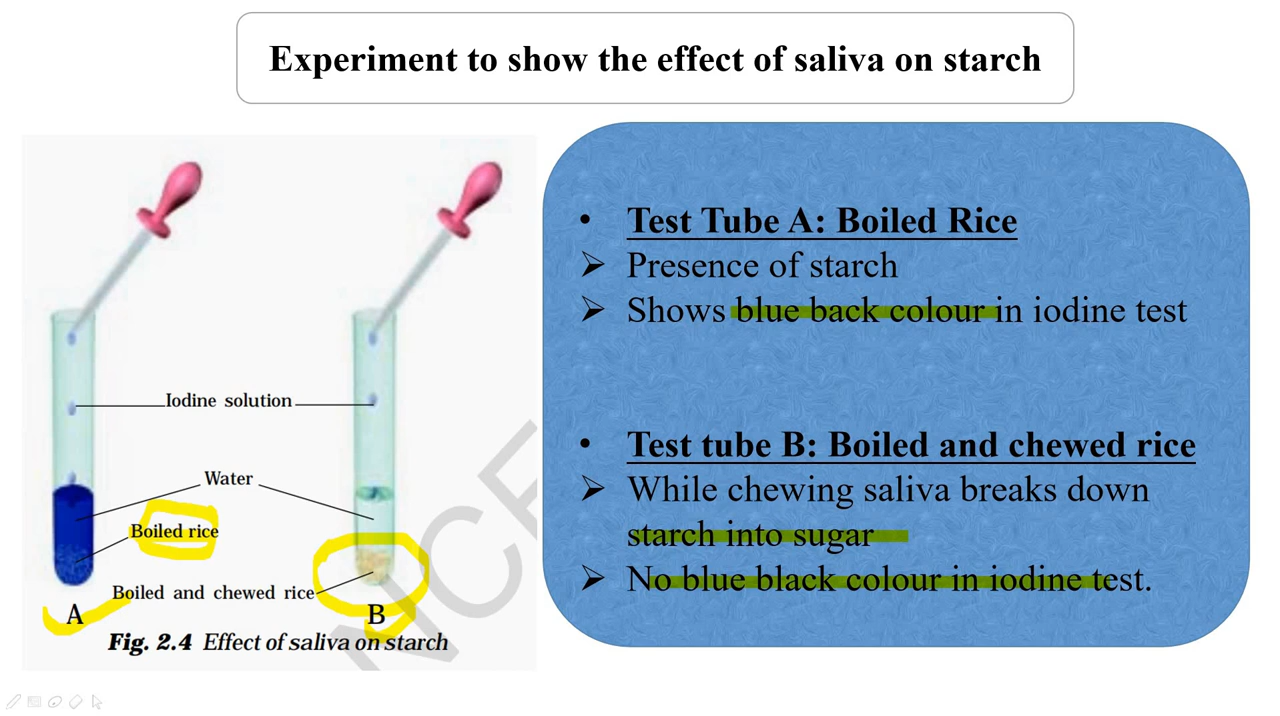 Experiment to show the effect of saliva on starch
Iodine solution
Water
Boiled rice
Boiled and chewed rice
A
B
Fig. 2.4 Effect of saliva on starch
NCE
• Test Tube A: Boiled Rice
➢ Presence of starch
➢ Shows blue back colour in iodine test
• Test tube B: Boiled and chewed rice
➢ While chewing saliva breaks down
starch into sugar
➢ No blue black colour in iodine test.